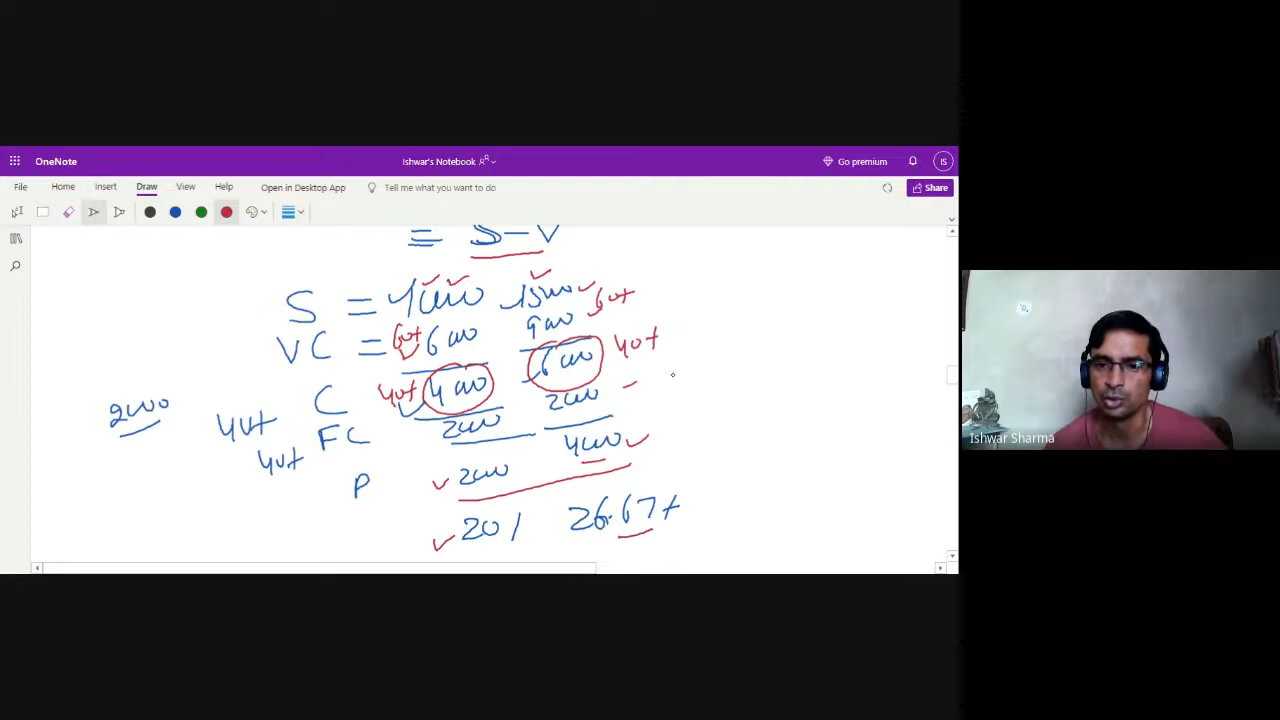 OneNote Ishwar's Notebook Go premium IS
File Home Insert Draw View Help Open in Desktop App Tell me what you want to do Share
= S-V
S = 10000 15000 60%
VC = 60% 6000 9000
C 40% 4000 6000 40%
2000 40% FC 2000 2000
40% P 2000 4000
20% 26.67%
Ishwar Sharma